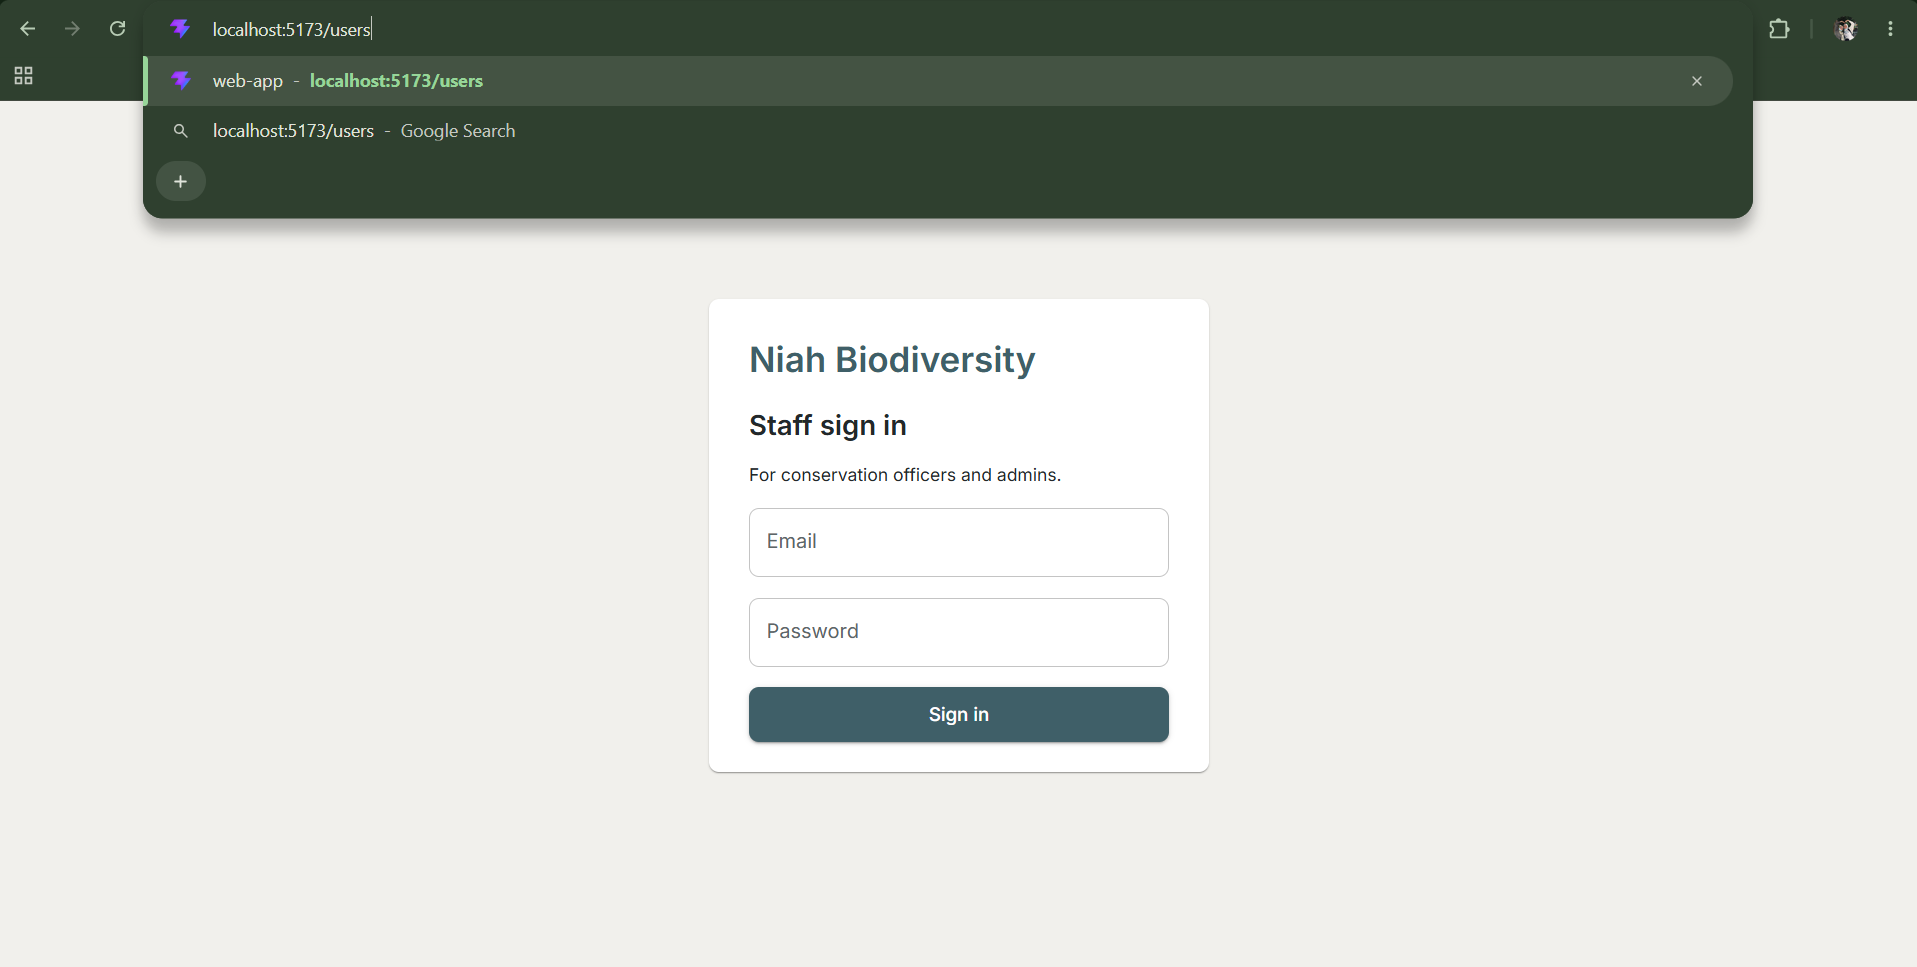 localhost:5173/users
web-app - localhost:5173/users
localhost:5173/users - Google Search
Niah Biodiversity
Staff sign in
For conservation officers and admins.
Email
Password
Sign in